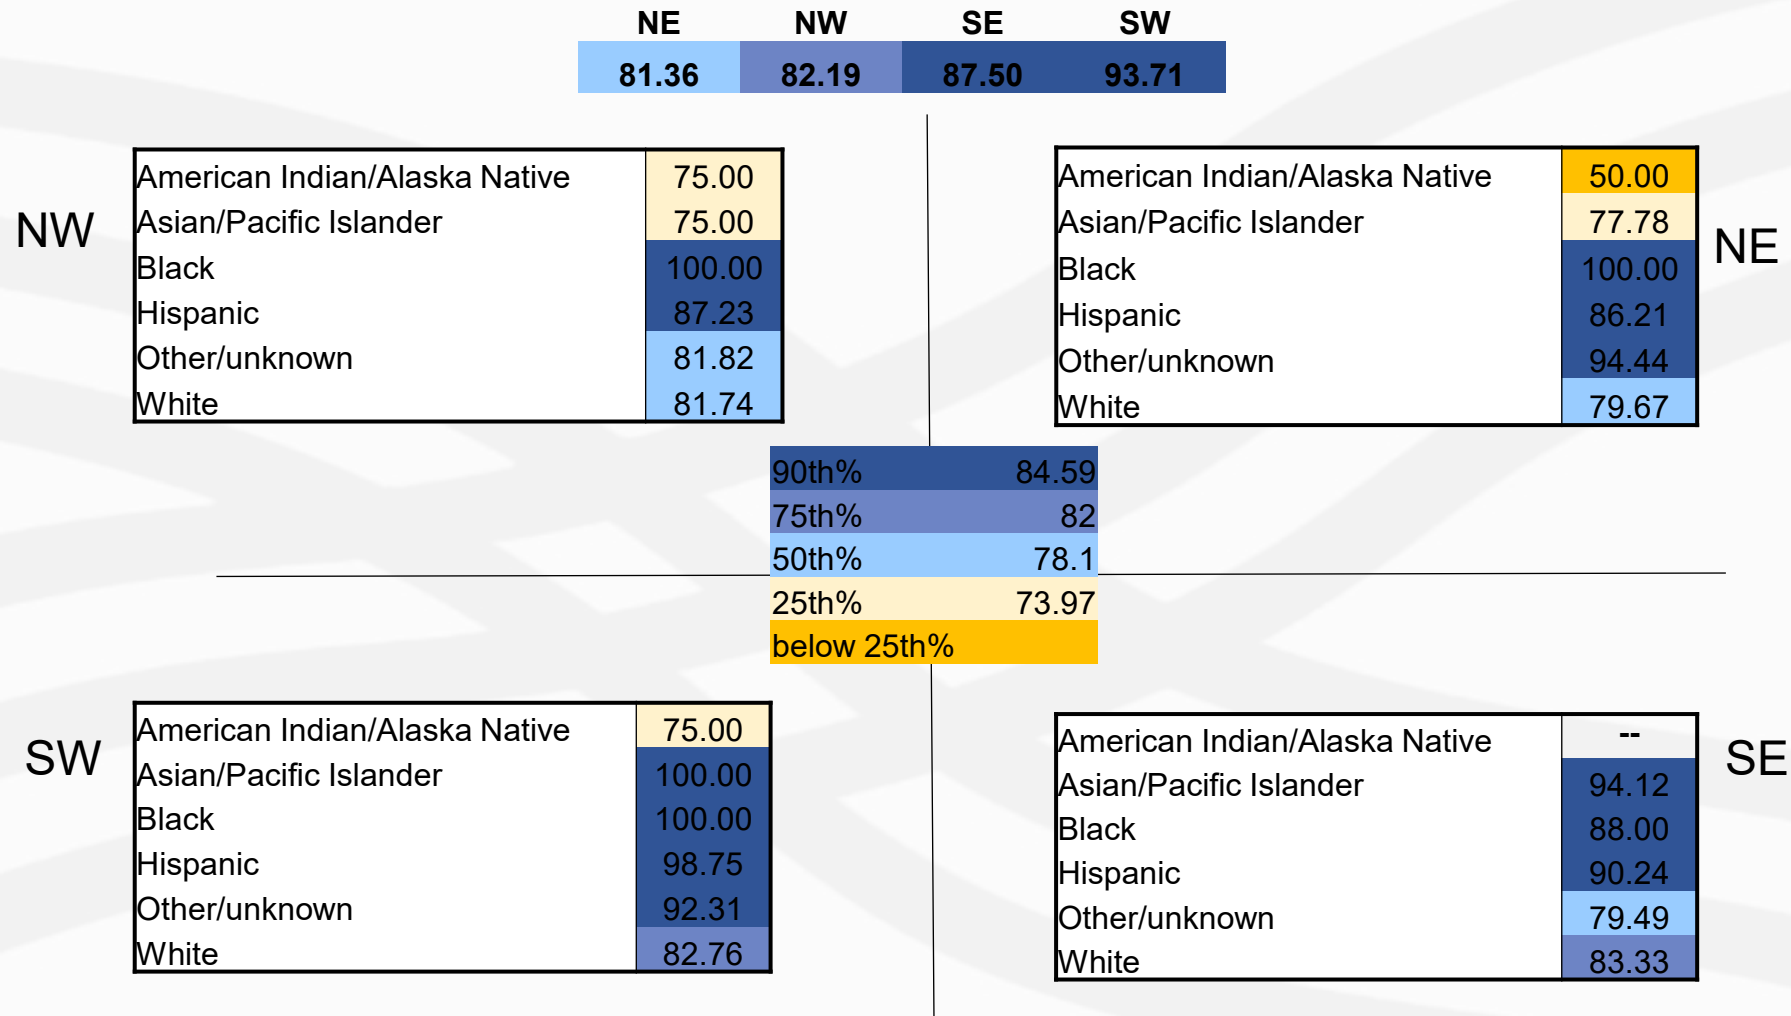 NE NW SE SW
81.36 82.19 87.50 93.71
NW
American Indian/Alaska Native 75.00
Asian/Pacific Islander 75.00
Black 100.00
Hispanic 87.23
Other/unknown 81.82
White 81.74
American Indian/Alaska Native 50.00
Asian/Pacific Islander 77.78
Black 100.00
Hispanic 86.21
Other/unknown 94.44
White 79.67
NE
90th% 84.59
75th% 82
50th% 78.1
25th% 73.97
below 25th%
SW
American Indian/Alaska Native 75.00
Asian/Pacific Islander 100.00
Black 100.00
Hispanic 98.75
Other/unknown 92.31
White 82.76
American Indian/Alaska Native --
Asian/Pacific Islander 94.12
Black 88.00
Hispanic 90.24
Other/unknown 79.49
White 83.33
SE